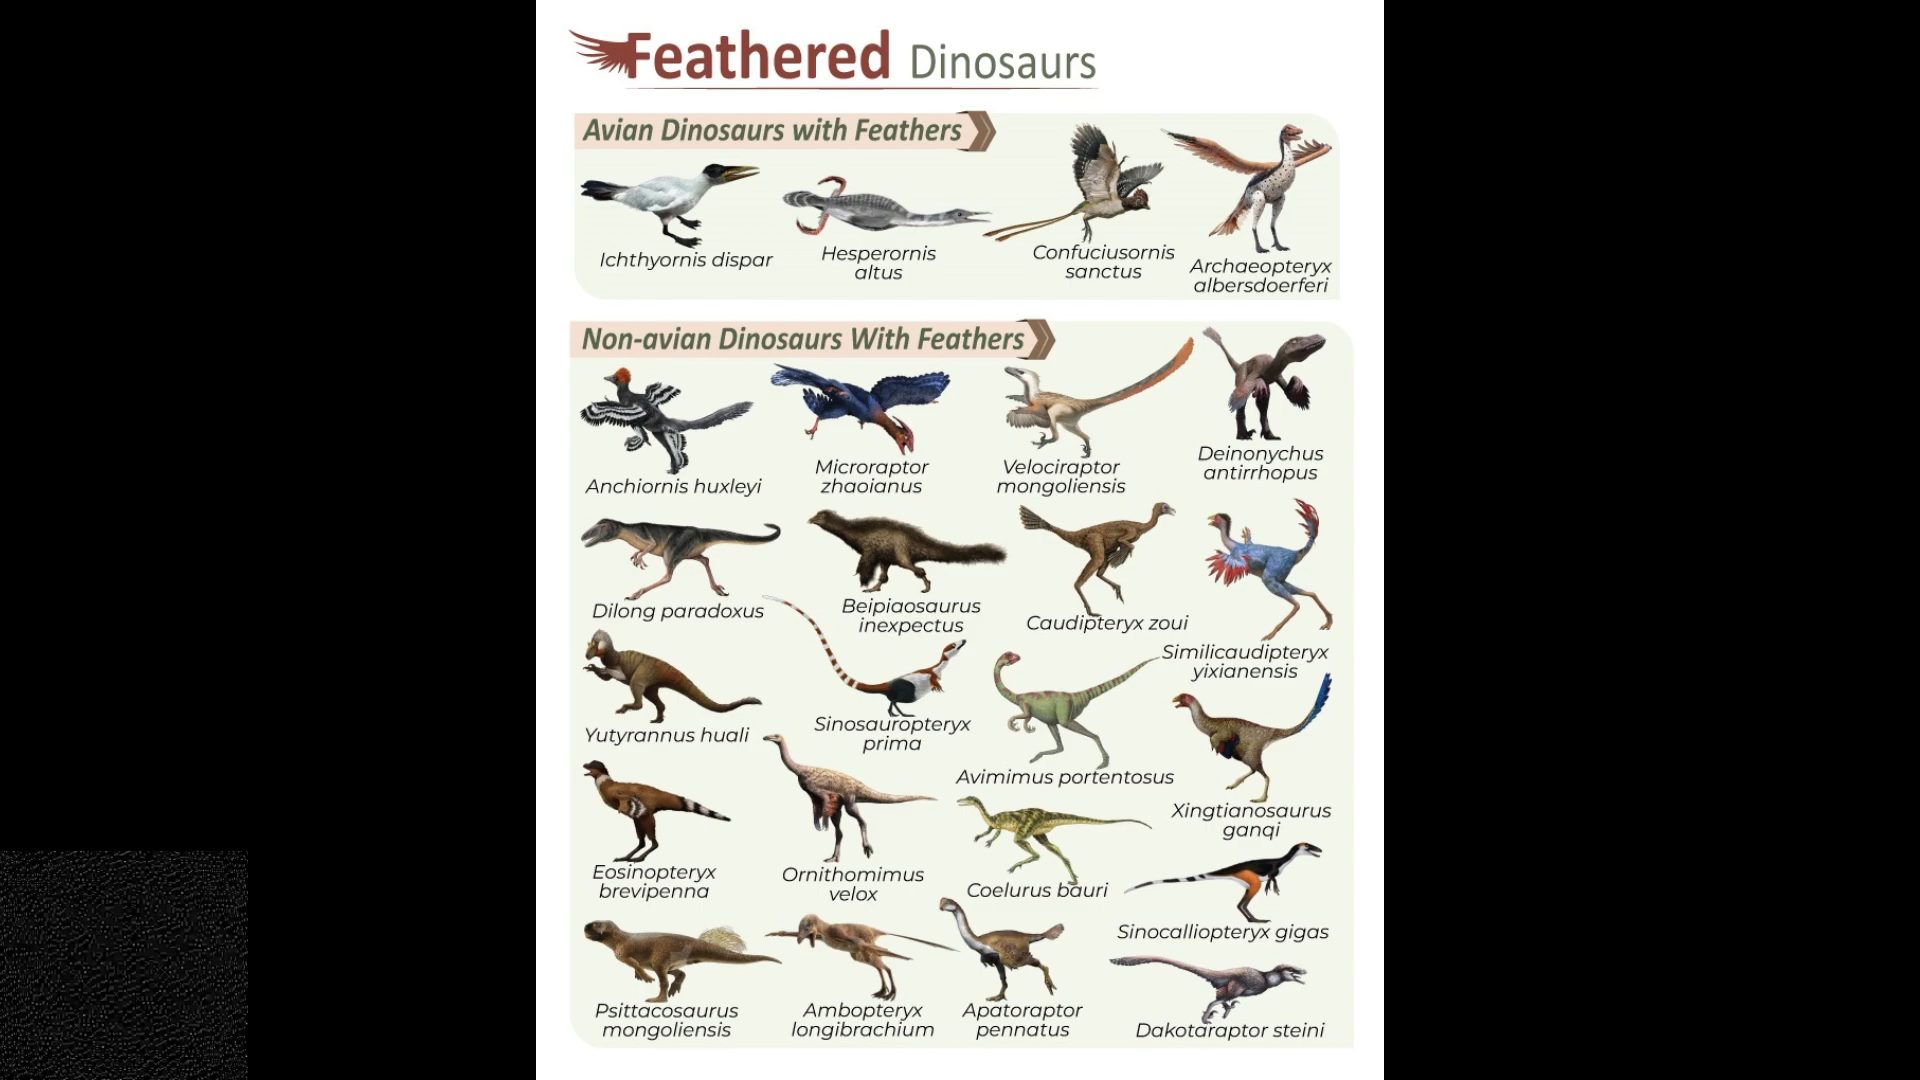 Feathered Dinosaurs
Avian Dinosaurs with Feathers
Ichthyornis dispar
Hesperornis
altus
Confuciusornis
sanctus
Archaeopteryx
albersdoerferi
Non-avian Dinosaurs With Feathers
Anchiornis huxleyi
Microraptor
zhaoianus
Velociraptor
mongoliensis
Deinonychus
antirrhopus
Dilong paradoxus
Beipiaosaurus
inexpectus
Caudipteryx zoui
Similicaudipteryx
yixianensis
Yutyrannus huali
Sinosauropteryx
prima
Avimimus portentosus
Xingtianosaurus
ganqi
Eosinopteryx
brevipenna
Ornithomimus
velox
Coelurus bauri
Sinocalliopteryx gigas
Psittacosaurus
mongoliensis
Ambopteryx
longibrachium
Apatoraptor
pennatus
Dakotaraptor steini